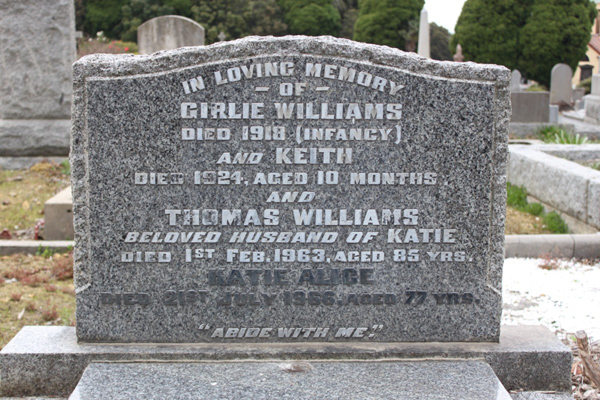 IN LOVING MEMORY
– OF –
GIRLIE WILLIAMS
DIED 1918 (INFANCY)
AND KEITH
DIED 1924, AGED 10 MONTHS.
AND
THOMAS WILLIAMS
BELOVED HUSBAND OF KATIE
DIED 1ST FEB. 1963, AGED 85 YRS.
KATIE ALICE
DIED 21ST JULY 1966, AGED 77 YRS.
"ABIDE WITH ME."